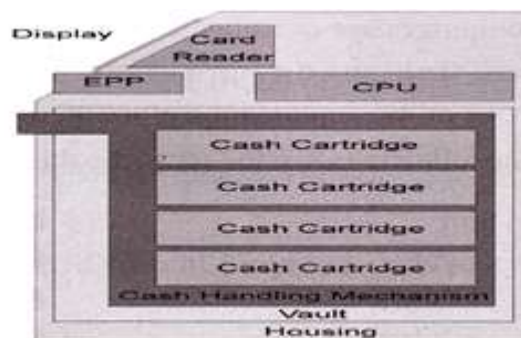 Display
Card
Reader
EPP
CPU
Cash Cartridge
Cash Cartridge
Cash Cartridge
Cash Cartridge
Cash Handling Mechanism
Vault
Housing